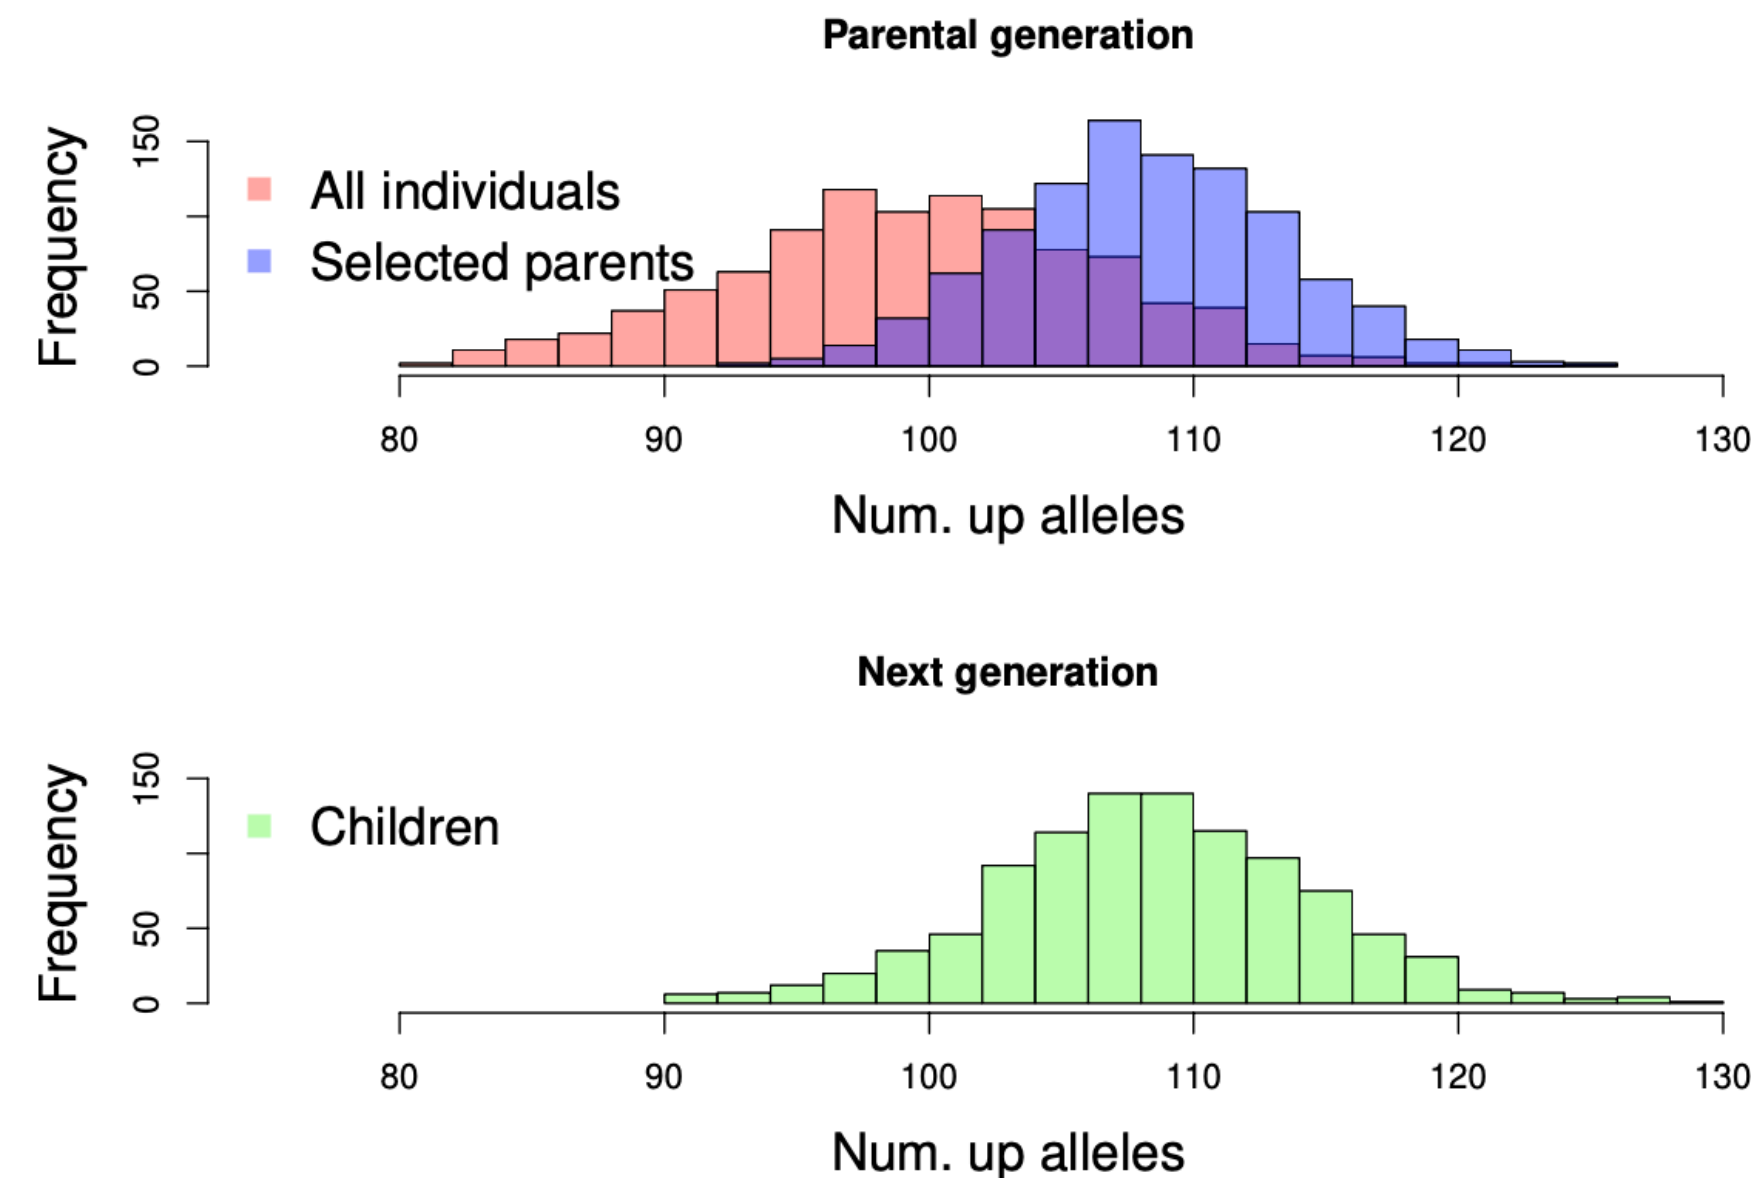 Parental generation
Frequency
0
50
150
All individuals
Selected parents
80 90 100 110 120 130
Num. up alleles
Next generation
Frequency
0
50
150
Children
80 90 100 110 120 130
Num. up alleles